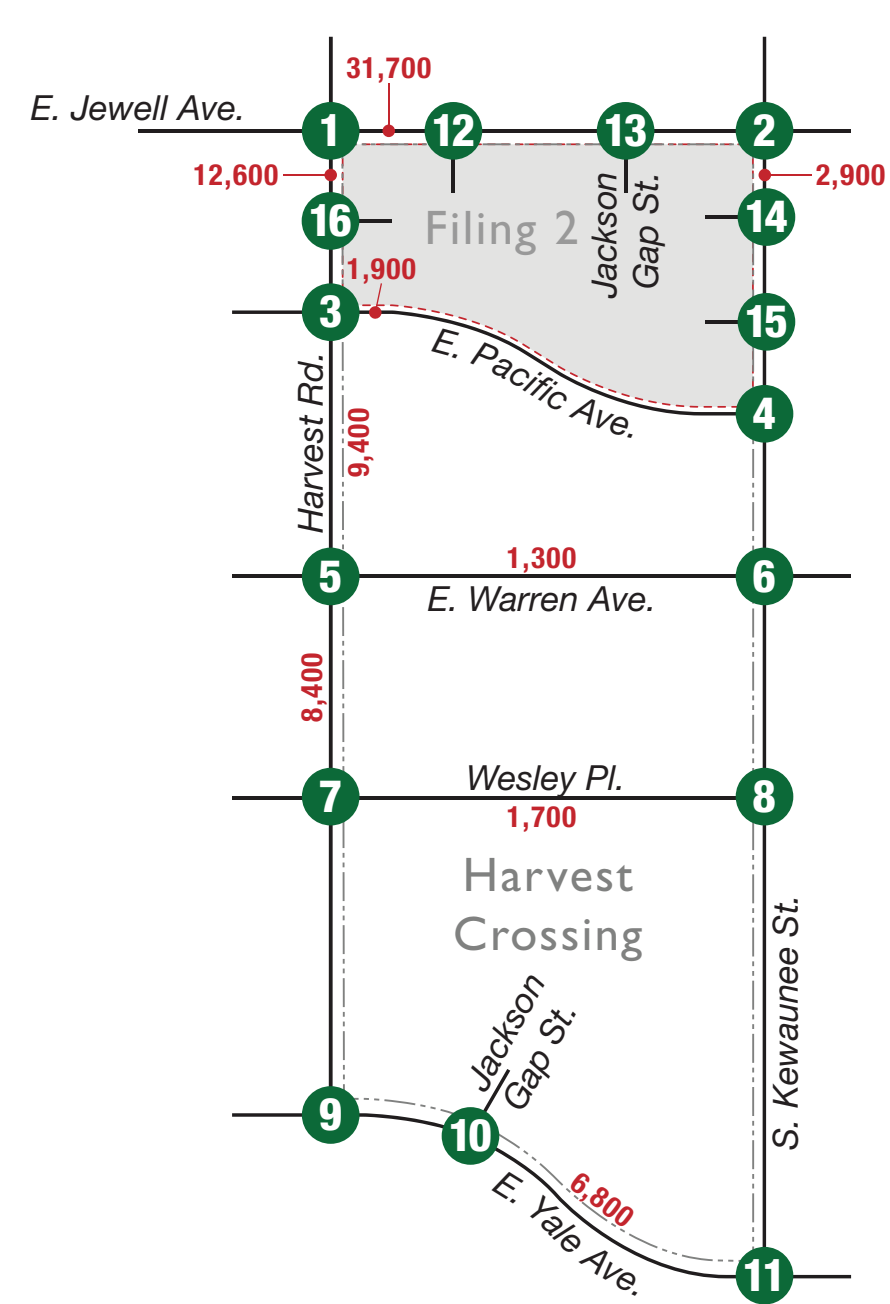 31,700
E. Jewell Ave.
1
12
13
2
12,600
2,900
Jackson
Gap St.
16
Filing 2
14
1,900
3
15
E. Pacific Ave.
4
Harvest Rd.
9,400
1,300
5
6
E. Warren Ave.
8,400
Wesley Pl.
7
8
1,700
Harvest
Crossing
S. Kewaunee St.
Jackson
Gap St.
9
10
6,800
E. Yale Ave.
11